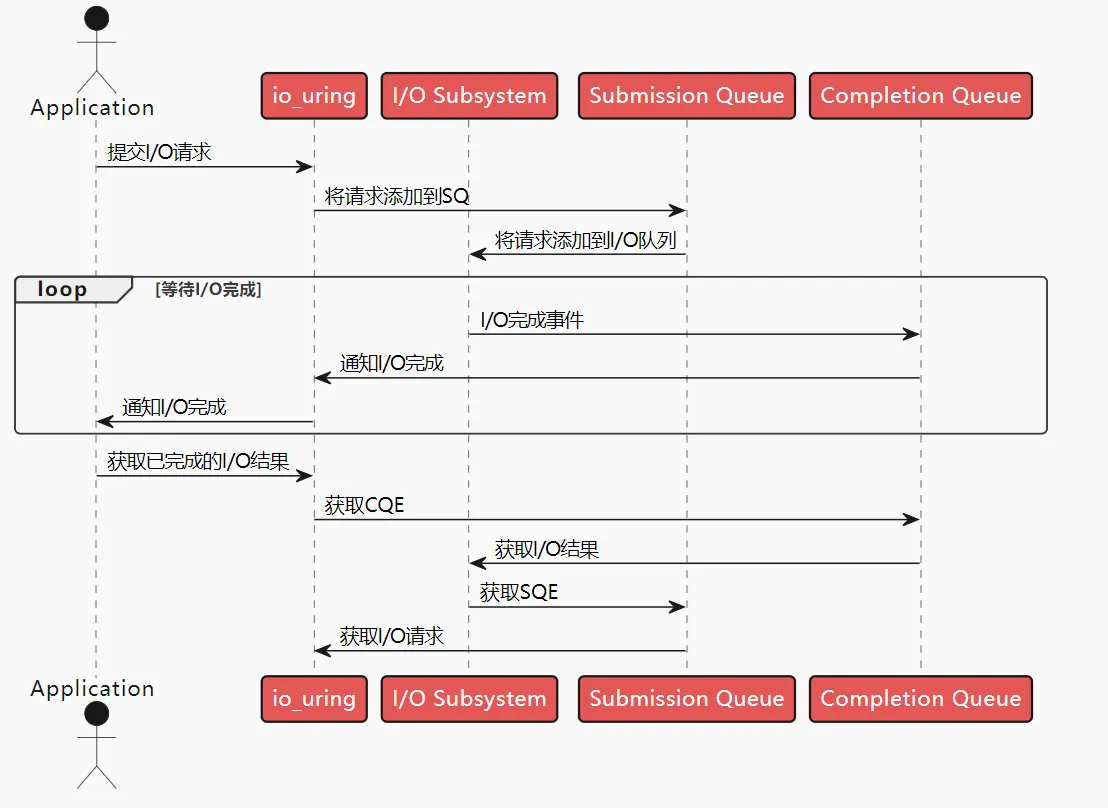 Application
io_uring
I/O Subsystem
Submission Queue
Completion Queue
提交I/O请求
将请求添加到SQ
将请求添加到I/O队列
loop
[等待I/O完成]
I/O完成事件
通知I/O完成
通知I/O完成
获取已完成的I/O结果
获取CQE
获取I/O结果
获取SQE
获取I/O请求
Application
io_uring
I/O Subsystem
Submission Queue
Completion Queue